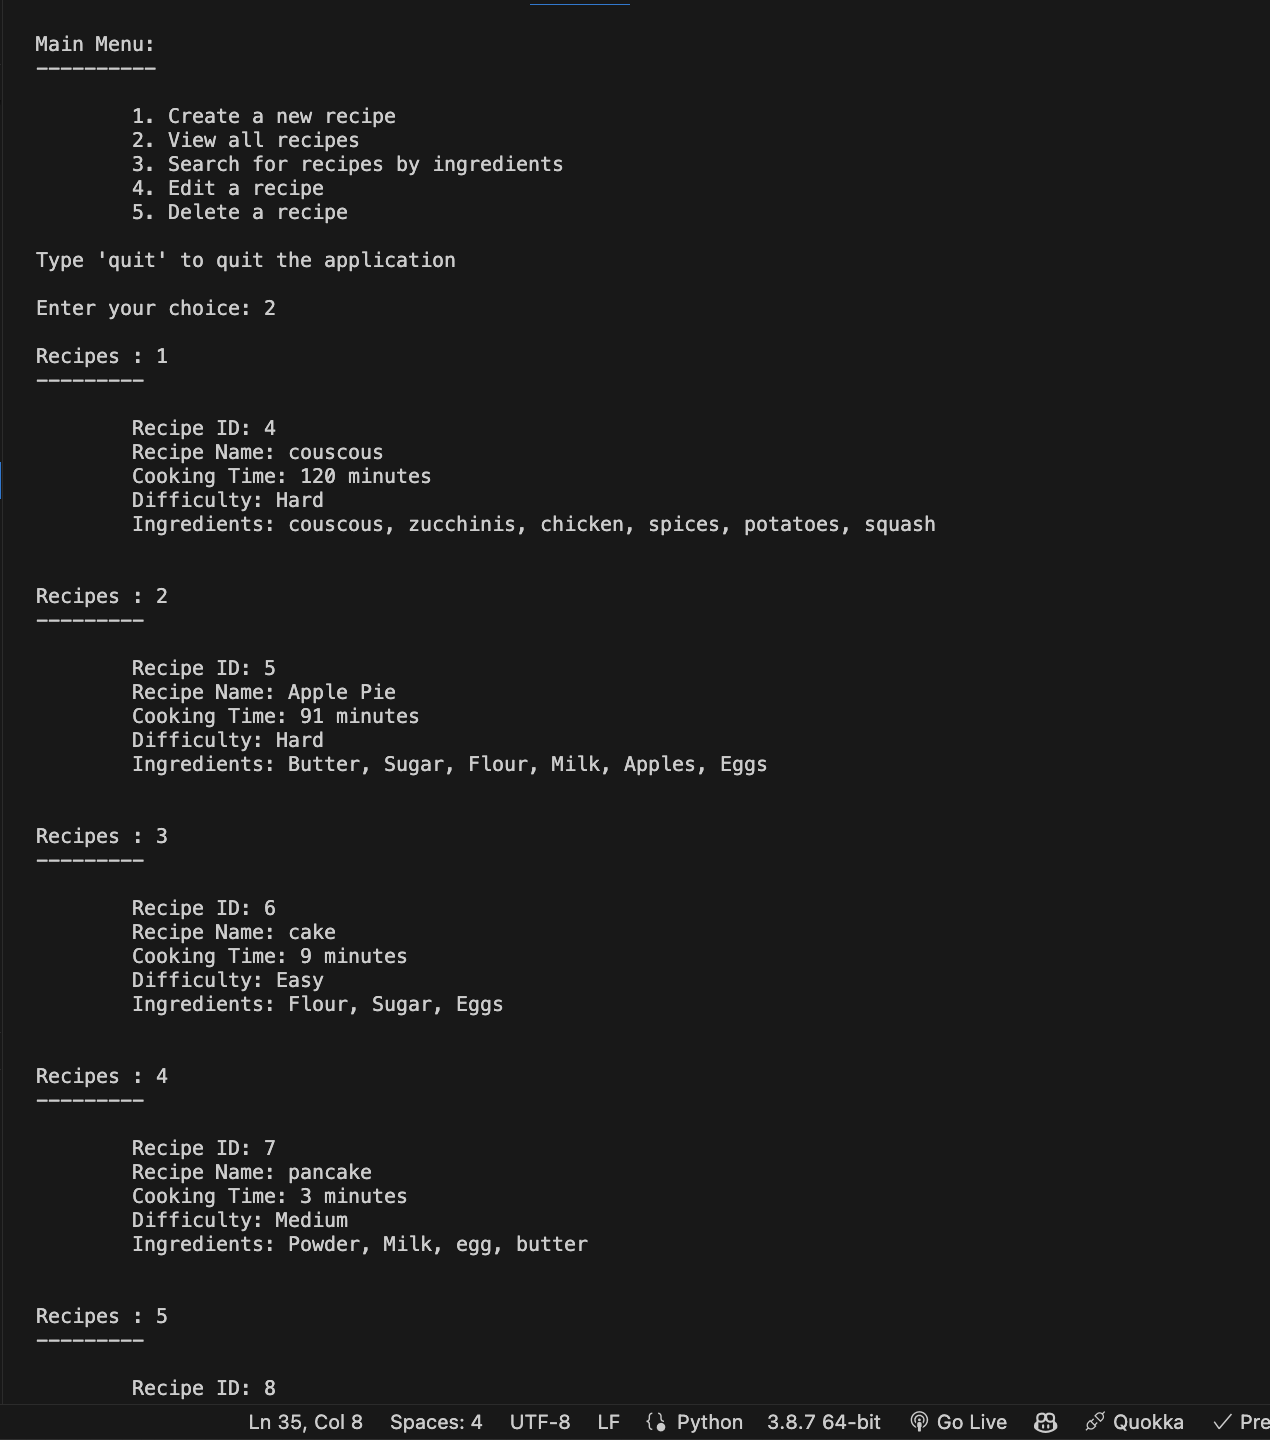 Main Menu:
----------
1. Create a new recipe
2. View all recipes
3. Search for recipes by ingredients
4. Edit a recipe
5. Delete a recipe
Type 'quit' to quit the application
Enter your choice: 2
Recipes : 1
---------
Recipe ID: 4
Recipe Name: couscous
Cooking Time: 120 minutes
Difficulty: Hard
Ingredients: couscous, zucchinis, chicken, spices, potatoes, squash
Recipes : 2
---------
Recipe ID: 5
Recipe Name: Apple Pie
Cooking Time: 91 minutes
Difficulty: Hard
Ingredients: Butter, Sugar, Flour, Milk, Apples, Eggs
Recipes : 3
---------
Recipe ID: 6
Recipe Name: cake
Cooking Time: 9 minutes
Difficulty: Easy
Ingredients: Flour, Sugar, Eggs
Recipes : 4
---------
Recipe ID: 7
Recipe Name: pancake
Cooking Time: 3 minutes
Difficulty: Medium
Ingredients: Powder, Milk, egg, butter
Recipes : 5
---------
Recipe ID: 8
Ln 35, Col 8 Spaces: 4 UTF-8 LF Python 3.8.7 64-bit Go Live Quokka Pre